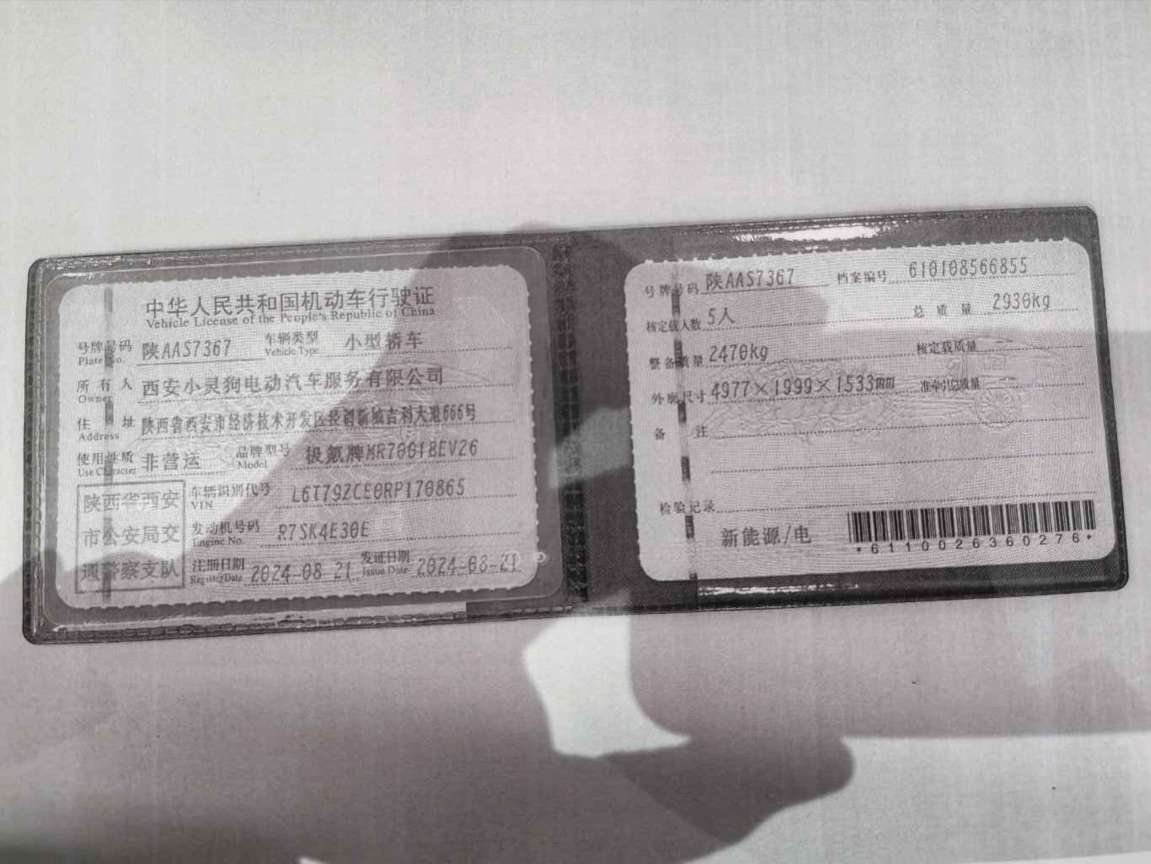 中华人民共和国机动车行驶证
Vehicle License of the People's Republic of China
号牌号码 陕AAS7367 车辆类型 小型轿车
Plate No. Vehicle Type
所有人 西安小灵狗电动汽车服务有限公司
Owner
住址 陕西省西安市经济技术开发区泾渭新城吉利大道666号
Address
使用性质 非营运 品牌型号 极氪牌MR7001BEV26
Use Character Model
陕西省西安
市公安局交
通警察支队
车辆识别代号 L6T79ZCE0RP170865
VIN
发动机号码 R7SK4E30E
Engine No.
注册日期 2024-08-21 发证日期 2024-08-21
Register Date Issue Date
号牌号码 陕AAS7367 档案编号 610108566855
核定载人数 5人 总质量 2930kg
整备质量 2470kg 核定载质量 --
外廓尺寸 4977×1999×1533mm 准牵引总质量 --
备注
检验记录
新能源/电
*6110026360276*